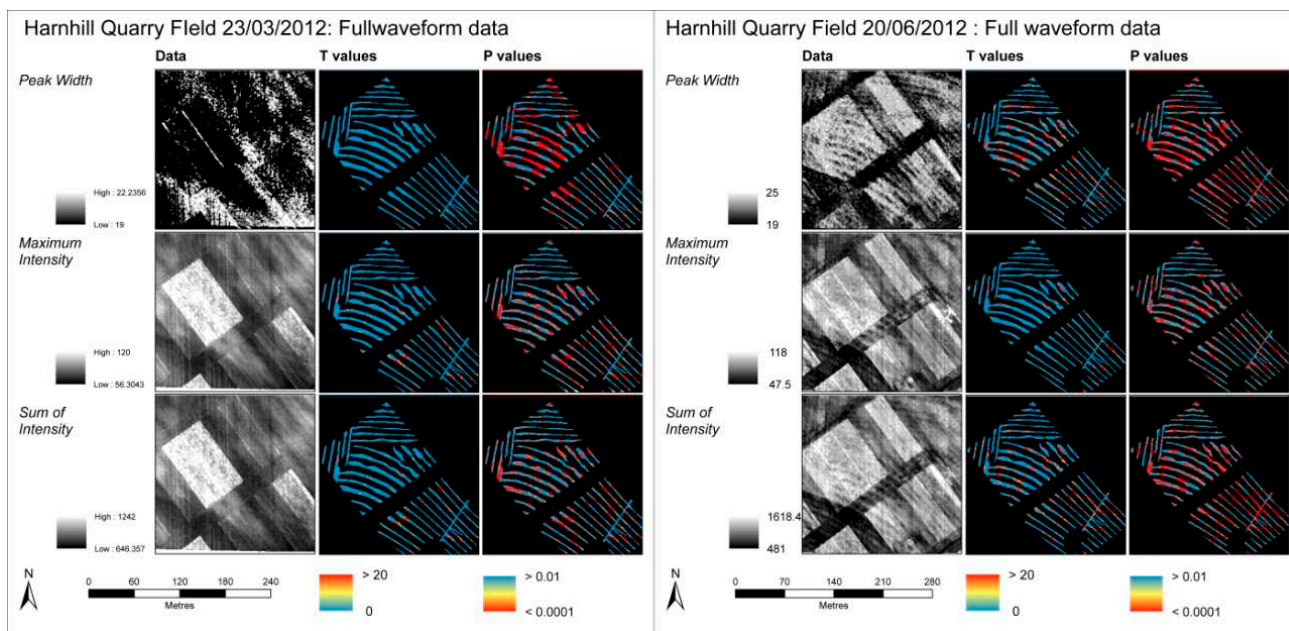 Harnhill Quarry FIeld 23/03/2012: Fullwaveform data
Data T values P values
Peak Width
High : 22.2366
Low : 19
Maximum
Intensity
High : 120
Low : 56.3043
Sum of
Intensity
High : 1242
Low : 646.357
N
0 60 120 180 240
Metres
> 20
0
> 0.01
< 0.0001
Harnhill Quarry Field 20/06/2012 : Full waveform data
Data T values P values
Peak Width
25
19
Maximum
Intensity
118
47.5
Sum of
Intensity
1618.4
481
N
0 70 140 210 280
Metres
> 20
0
> 0.01
< 0.0001